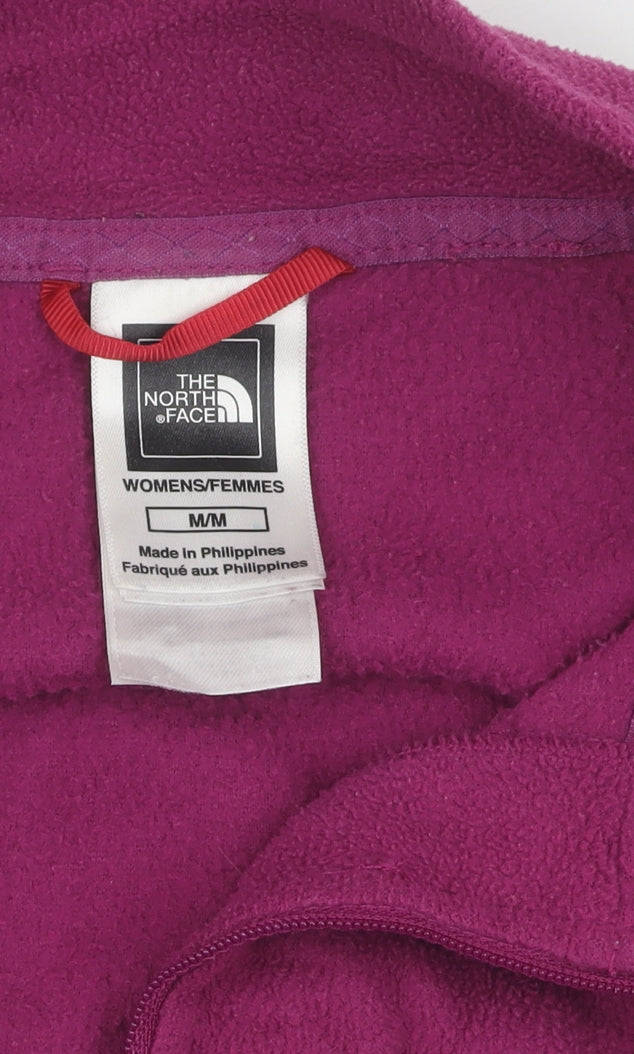 THE
NORTH
®FACE
WOMENS/FEMMES
M/M
Made in Philippines
Fabriqué aux Philippines